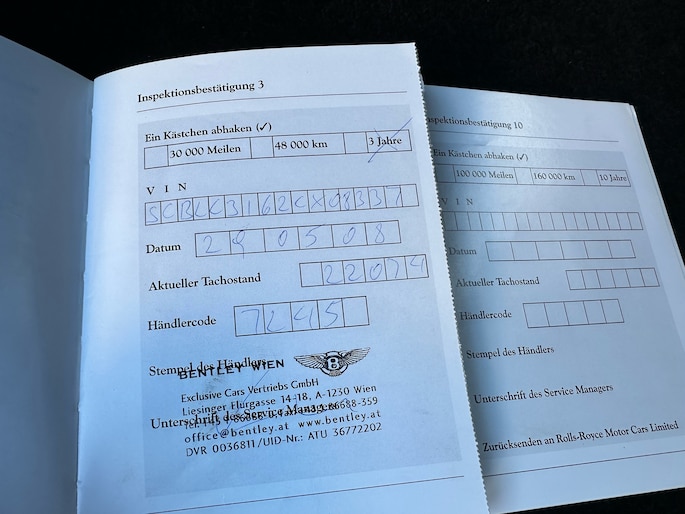 Inspektionsbestätigung 3
Ein Kästchen abhaken (✓)
30 000 Meilen 48 000 km 3 Jahre
V I N
Datum 29 05 08
Aktueller Tachostand 22074
Händlercode 7245
Stempel des Händlers
BENTLEY WIEN
B
Exclusive Cars Vertriebs GmbH
Liesinger Flurgasse 14-18, A-1230 Wien
Unterschrift des Service Managers
office@bentley.at www.bentley.at
DVR 0036811/UID-Nr.: ATU 36772202
spektionsbestätigung 10
Ein Kästchen abhaken (✓)
100 000 Meilen 160 000 km 10 Jahre
V I N
Datum
Aktueller Tachostand
Händlercode
Stempel des Händlers
Unterschrift des Service Managers
Zurücksenden an Rolls-Royce Motor Cars Limited